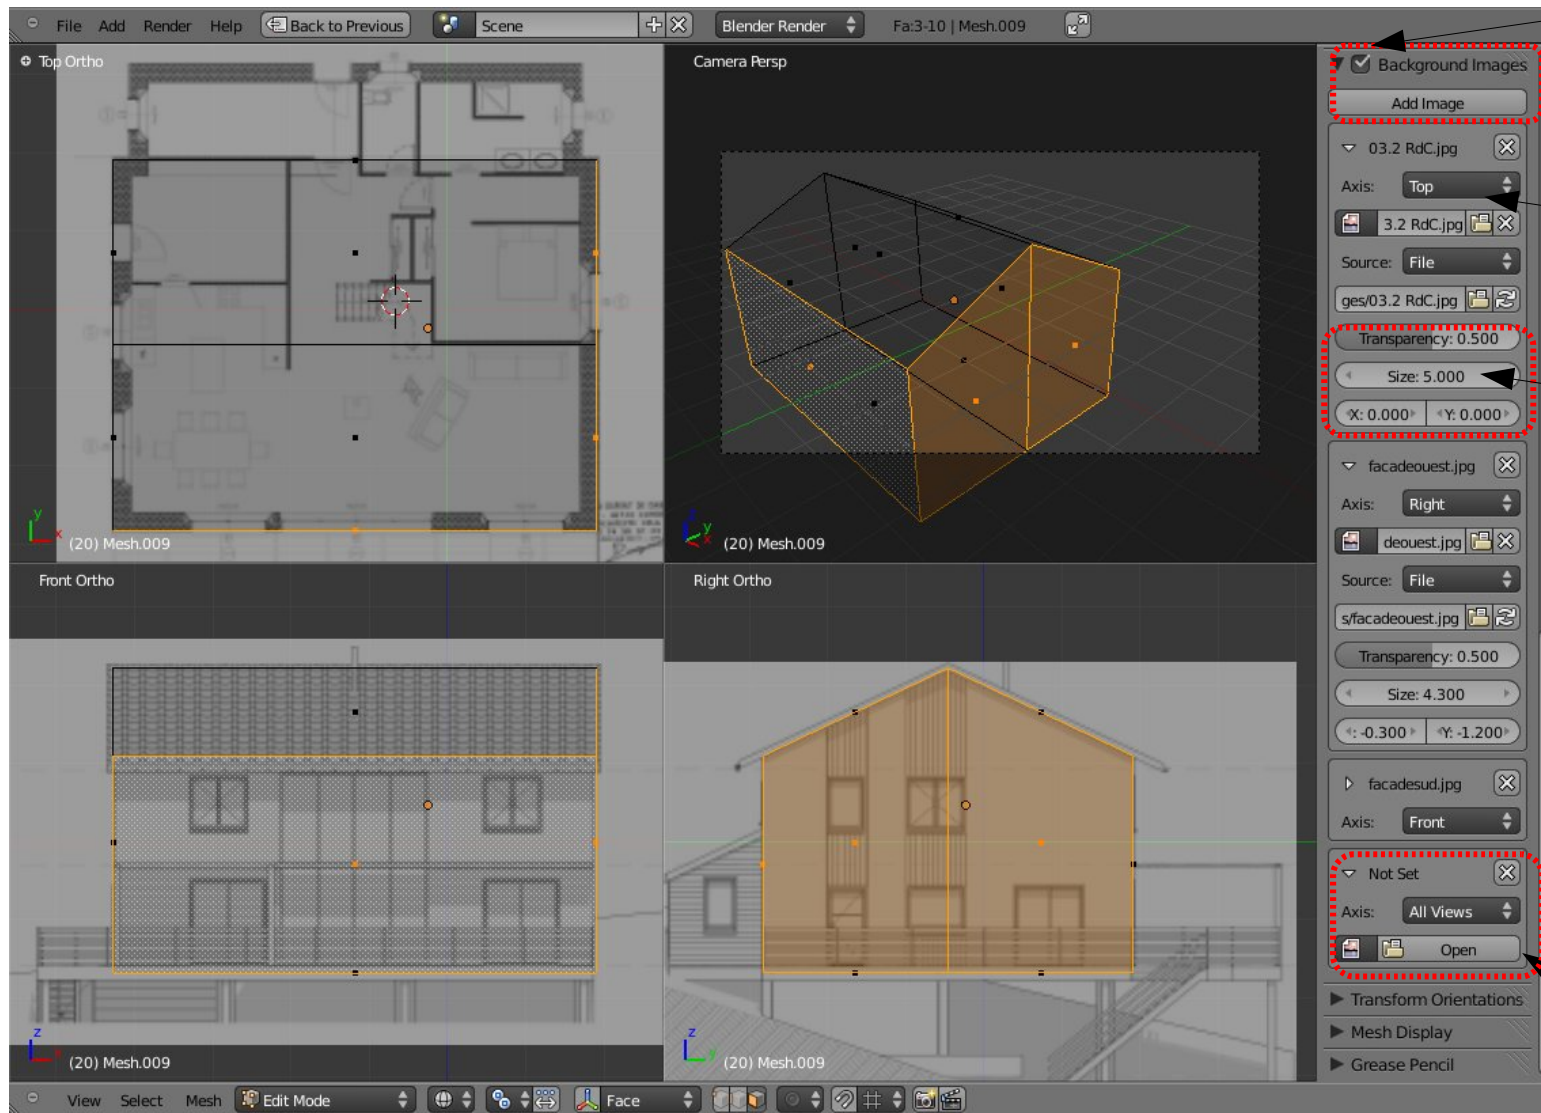 File Add Render Help Back to Previous Scene Blender Render Fa:3-10 | Mesh.009
Top Ortho
(20) Mesh.009
Camera Persp
(20) Mesh.009
Front Ortho
(20) Mesh.009
Right Ortho
(20) Mesh.009
Background Images
Add Image
03.2 RdC.jpg
Axis: Top
3.2 RdC.jpg
Source: File
ges/03.2 RdC.jpg
Transparency: 0.500
Size: 5.000
X: 0.000 Y: 0.000
facadeouest.jpg
Axis: Right
deouest.jpg
Source: File
s/facadeouest.jpg
Transparency: 0.500
Size: 4.300
: -0.300 Y: -1.200
facadesud.jpg
Axis: Front
Not Set
Axis: All Views
Open
Transform Orientations
Mesh Display
Grease Pencil
View Select Mesh Edit Mode Face
y
x
z
y
x
z
x
z
y